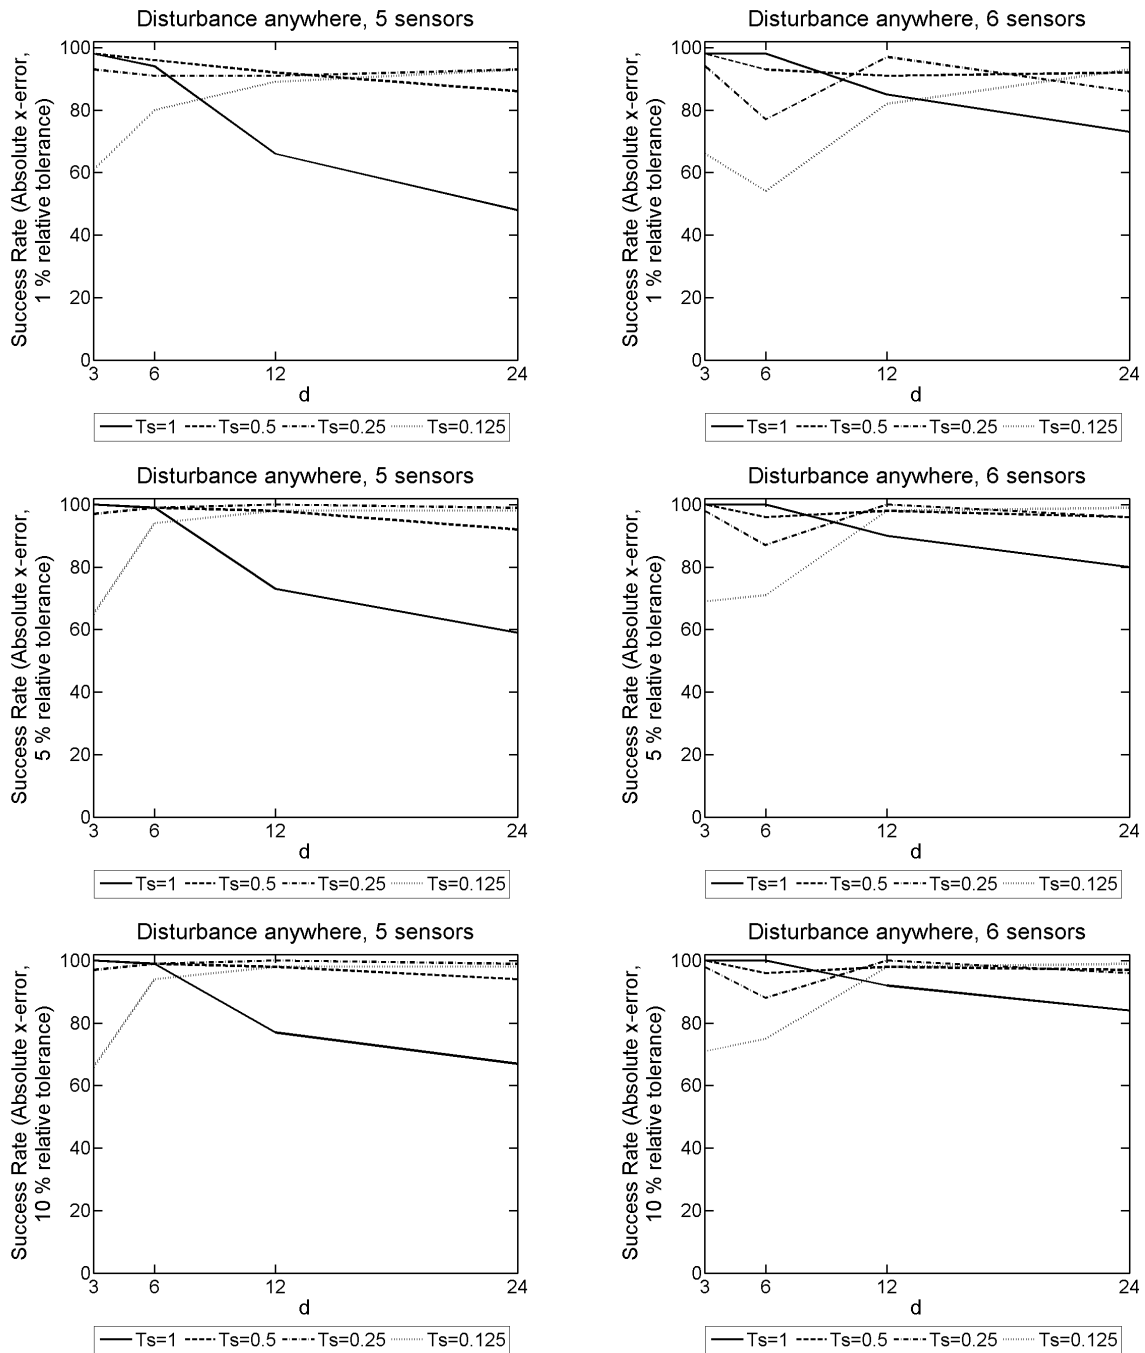 Disturbance anywhere, 5 sensors
Success Rate (Absolute x-error,
1 % relative tolerance)
100
80
60
40
20
0
3 6 12 24
d
Ts=1 Ts=0.5 Ts=0.25 Ts=0.125
Disturbance anywhere, 6 sensors
Success Rate (Absolute x-error,
1 % relative tolerance)
100
80
60
40
20
0
3 6 12 24
d
Ts=1 Ts=0.5 Ts=0.25 Ts=0.125
Disturbance anywhere, 5 sensors
Success Rate (Absolute x-error,
5 % relative tolerance)
100
80
60
40
20
0
3 6 12 24
d
Ts=1 Ts=0.5 Ts=0.25 Ts=0.125
Disturbance anywhere, 6 sensors
Success Rate (Absolute x-error,
5 % relative tolerance)
100
80
60
40
20
0
3 6 12 24
d
Ts=1 Ts=0.5 Ts=0.25 Ts=0.125
Disturbance anywhere, 5 sensors
Success Rate (Absolute x-error,
10 % relative tolerance)
100
80
60
40
20
0
3 6 12 24
d
Ts=1 Ts=0.5 Ts=0.25 Ts=0.125
Disturbance anywhere, 6 sensors
Success Rate (Absolute x-error,
10 % relative tolerance)
100
80
60
40
20
0
3 6 12 24
d
Ts=1 Ts=0.5 Ts=0.25 Ts=0.125